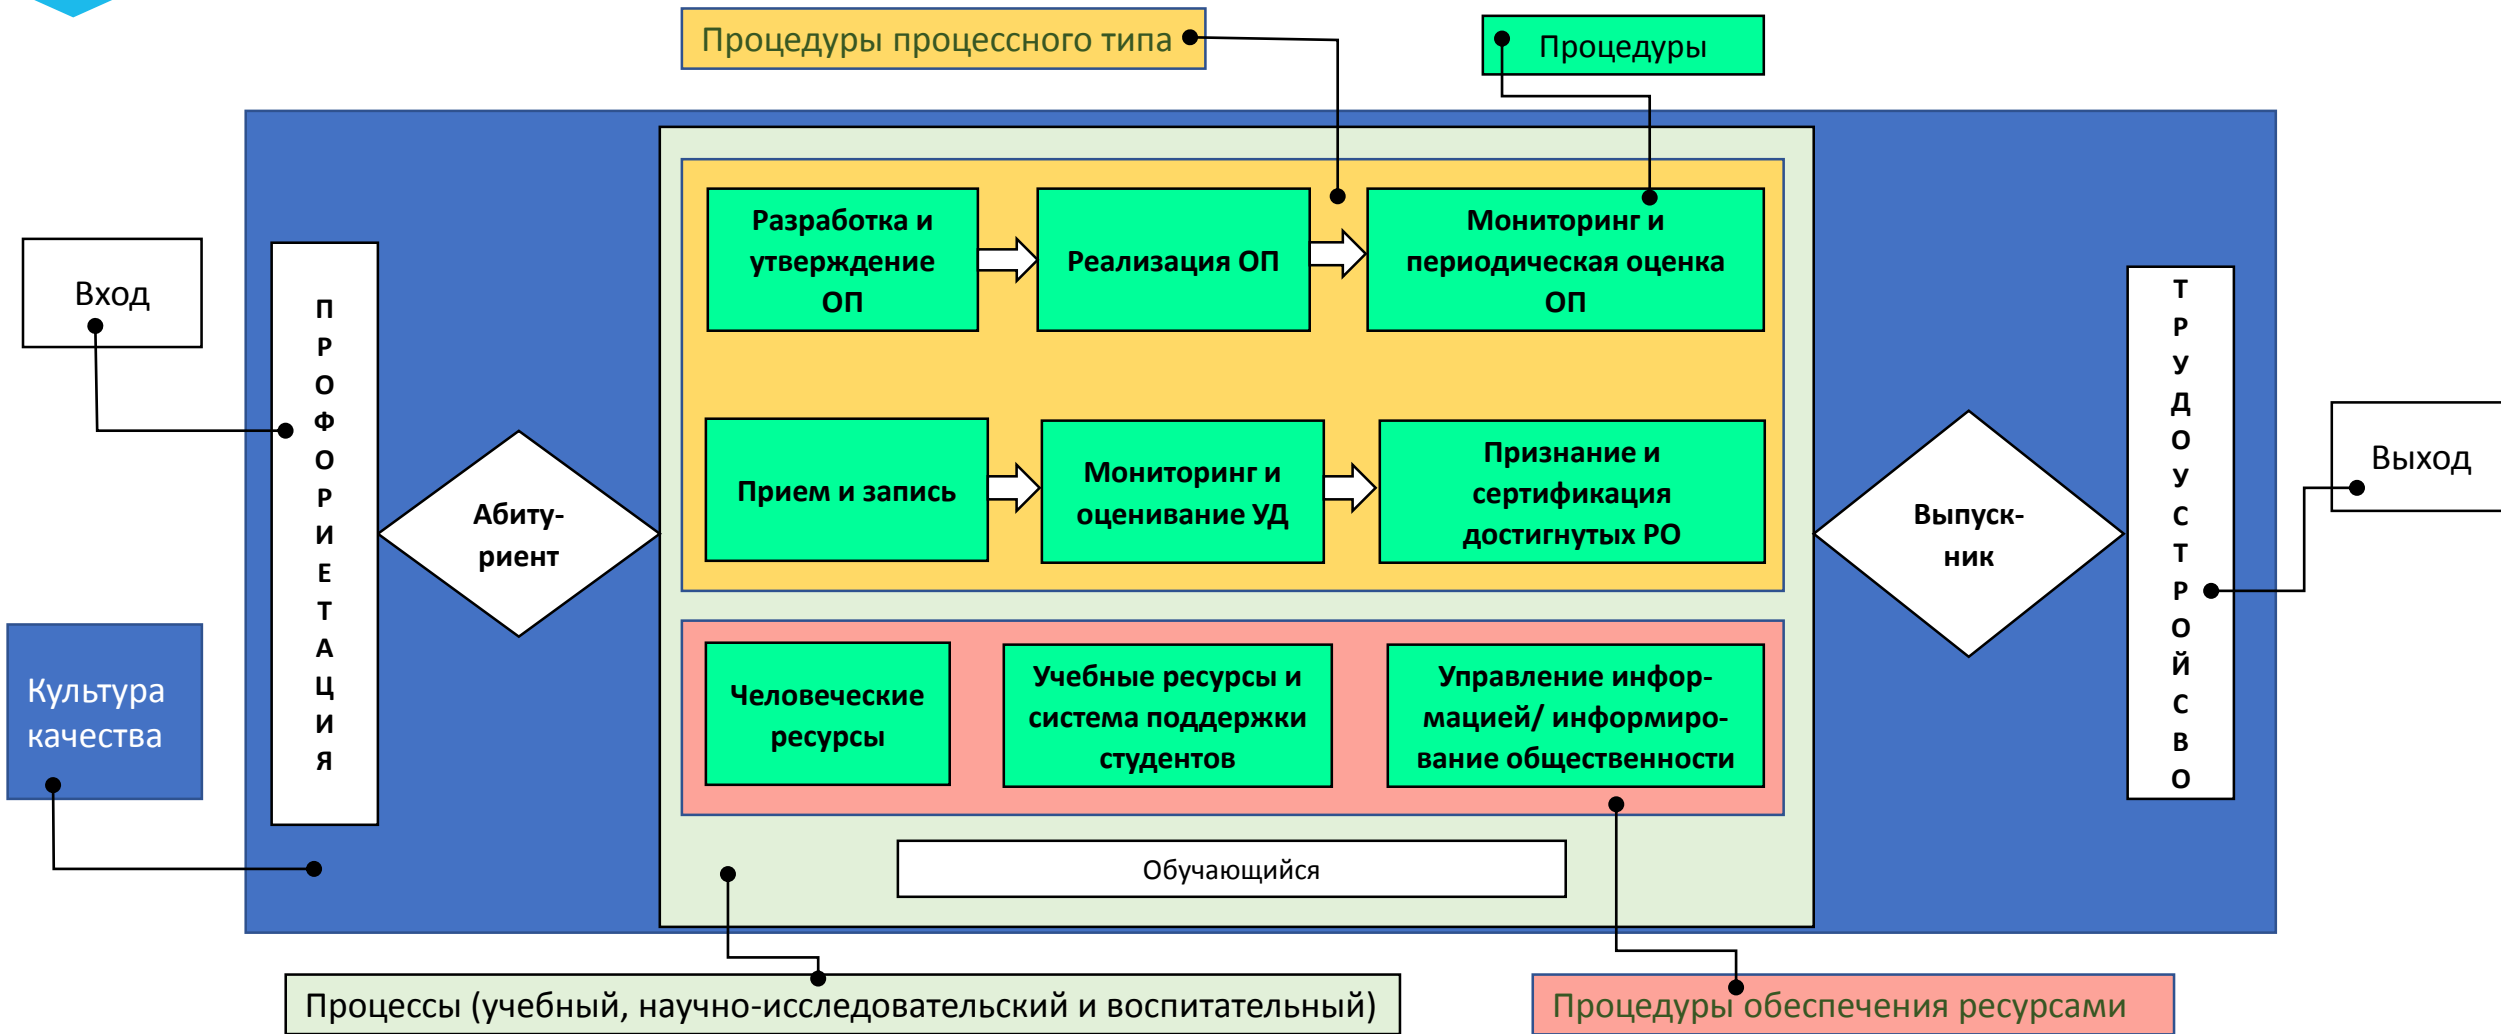 Процедуры процессного типа
Процедуры
Вход
ПРОФОРИЕТАЦИЯ
Абиту-
риент
Разработка и
утверждение
ОП
Реализация ОП
Мониторинг и
периодическая оценка
ОП
Прием и запись
Мониторинг и
оценивание УД
Признание и
сертификация
достигнутых РО
Человеческие
ресурсы
Учебные ресурсы и
система поддержки
студентов
Управление инфор-
мацией/ информиро-
вание общественности
Обучающийся
Выпуск-
ник
ТРУДОУСТРОЙСВО
Выход
Культура
качества
Процессы (учебный, научно-исследовательский и воспитательный)
Процедуры обеспечения ресурсами